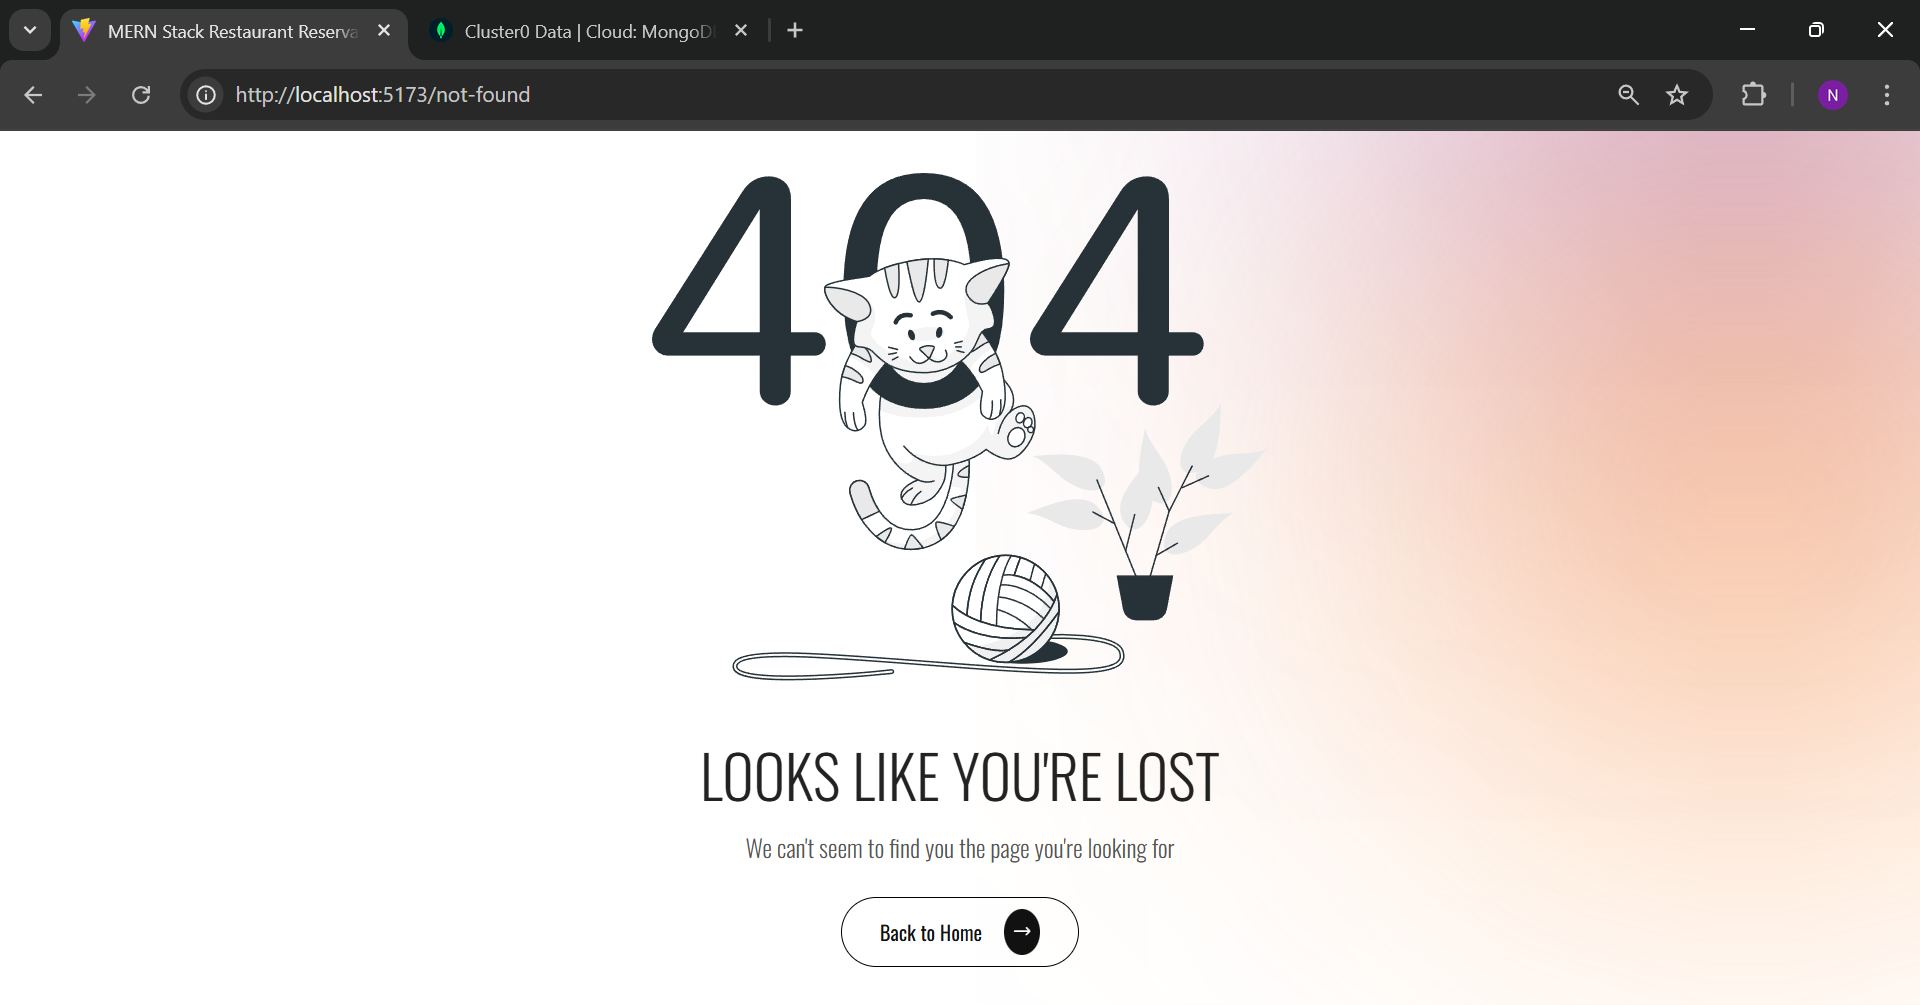 MERN Stack Restaurant Reserva
Cluster0 Data | Cloud: MongoD
http://localhost:5173/not-found
N
404
LOOKS LIKE YOU'RE LOST
We can't seem to find you the page you're looking for
Back to Home →